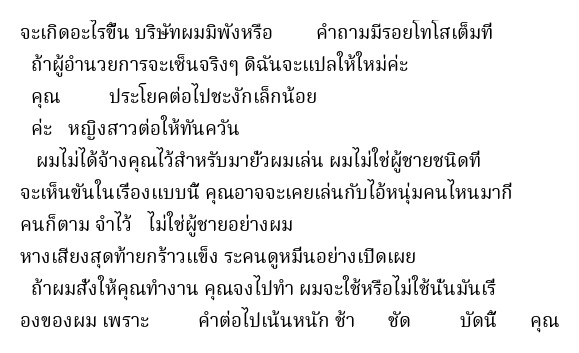 จะเกิดอะไรขึ้น บริษัทผมมิพังหรือ คำถามมีรอยโทโสเต็มที่
ถ้าผู้อำนวยการจะเซ็นจริงๆ ดิฉันจะแปลให้ใหม่ค่ะ
คุณ ประโยคต่อไปชะงักเล็กน้อย
ค่ะ หญิงสาวต่อให้ทันควัน
ผมไม่ได้จ้างคุณไว้สำหรับมายั่วผมเล่น ผมไม่ใช่ผู้ชายชนิดที่
จะเห็นขันในเรื่องแบบนี้ คุณอาจจะเคยเล่นกับไอ้หนุ่มคนไหนมากี่
คนก็ตาม จำไว้ ไม่ใช่ผู้ชายอย่างผม
หางเสียงสุดท้ายกร้าวแข็ง ระคนดูหมิ่นอย่างเปิดเผย
ถ้าผมสั่งให้คุณทำงาน คุณจงไปทำ ผมจะใช้หรือไม่ใช้นั้นมันเรื่
องของผม เพราะ คำต่อไปเน้นหนัก ช้า ชัด บัดนี้ คุณ